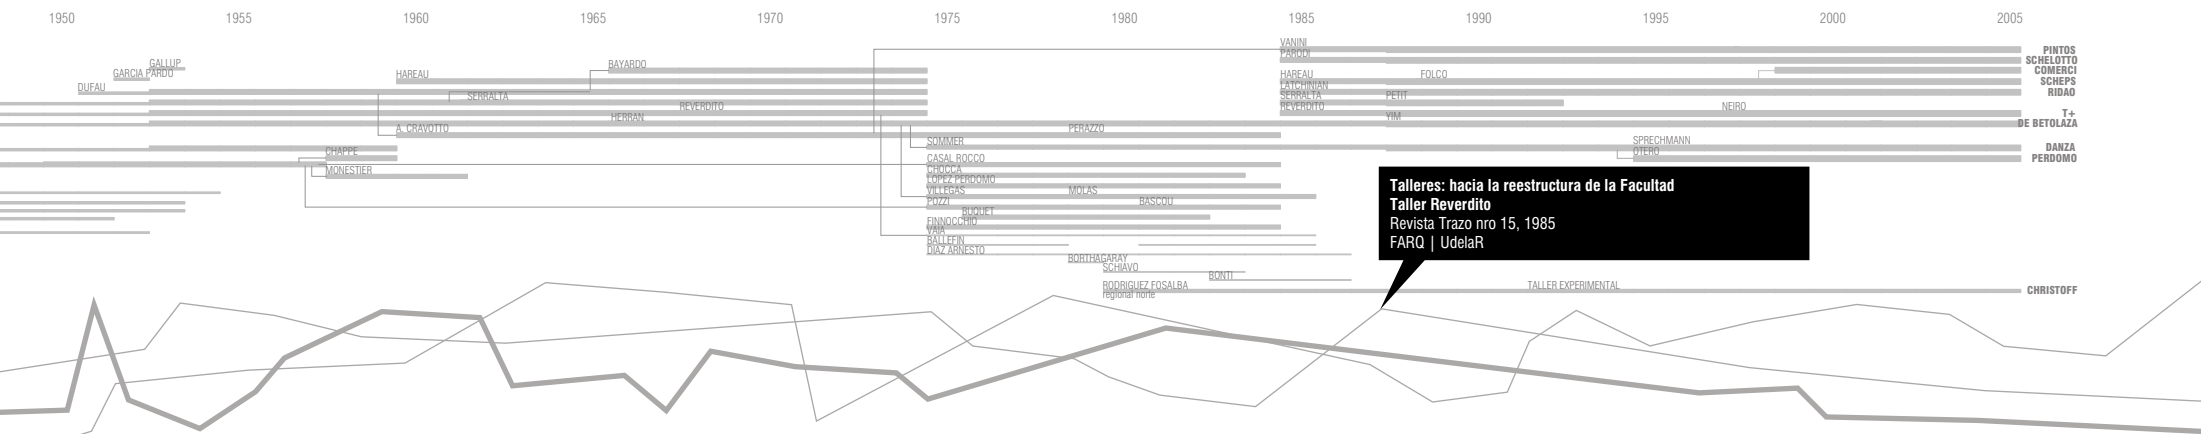 1950 1955 1960 1965 1970 1975 1980 1985 1990 1995 2000 2005
VANINI
PINTOS
PARODI
SCHELOTTO
GALLUP
BAYARDO
COMERCI
GARCIA PARDO
HAREAU
HAREAU
FOLCO
SCHEPS
DUFAU
LATCHINIAN
RIDAO
SERRALTA
SERRALTA
PETIT
REVERDITO
REVERDITO
NEIRO
T+
HERRAN
YIM
DE BETOLAZA
A. CRAVOTTO
PERAZZO
SOMMER
SPRECHMANN
DANZA
CHAPPE
OTERO
PERDOMO
CASAL ROCCO
MONESTIER
CHOCCA
LOPEZ PERDOMO
VILLEGAS
MOLAS
POZZI
BASCOU
BUQUET
FINNOCCHIO
VAIA
BALLEFIN
DIAZ ARNESTO
BORTHAGARAY
SCHIAVO
BONTI
RODRIGUEZ FOSALBA
regional norte
TALLER EXPERIMENTAL
CHRISTOFF
Talleres: hacia la reestructura de la Facultad
Taller Reverdito
Revista Trazo nro 15, 1985
FARQ | UdelaR